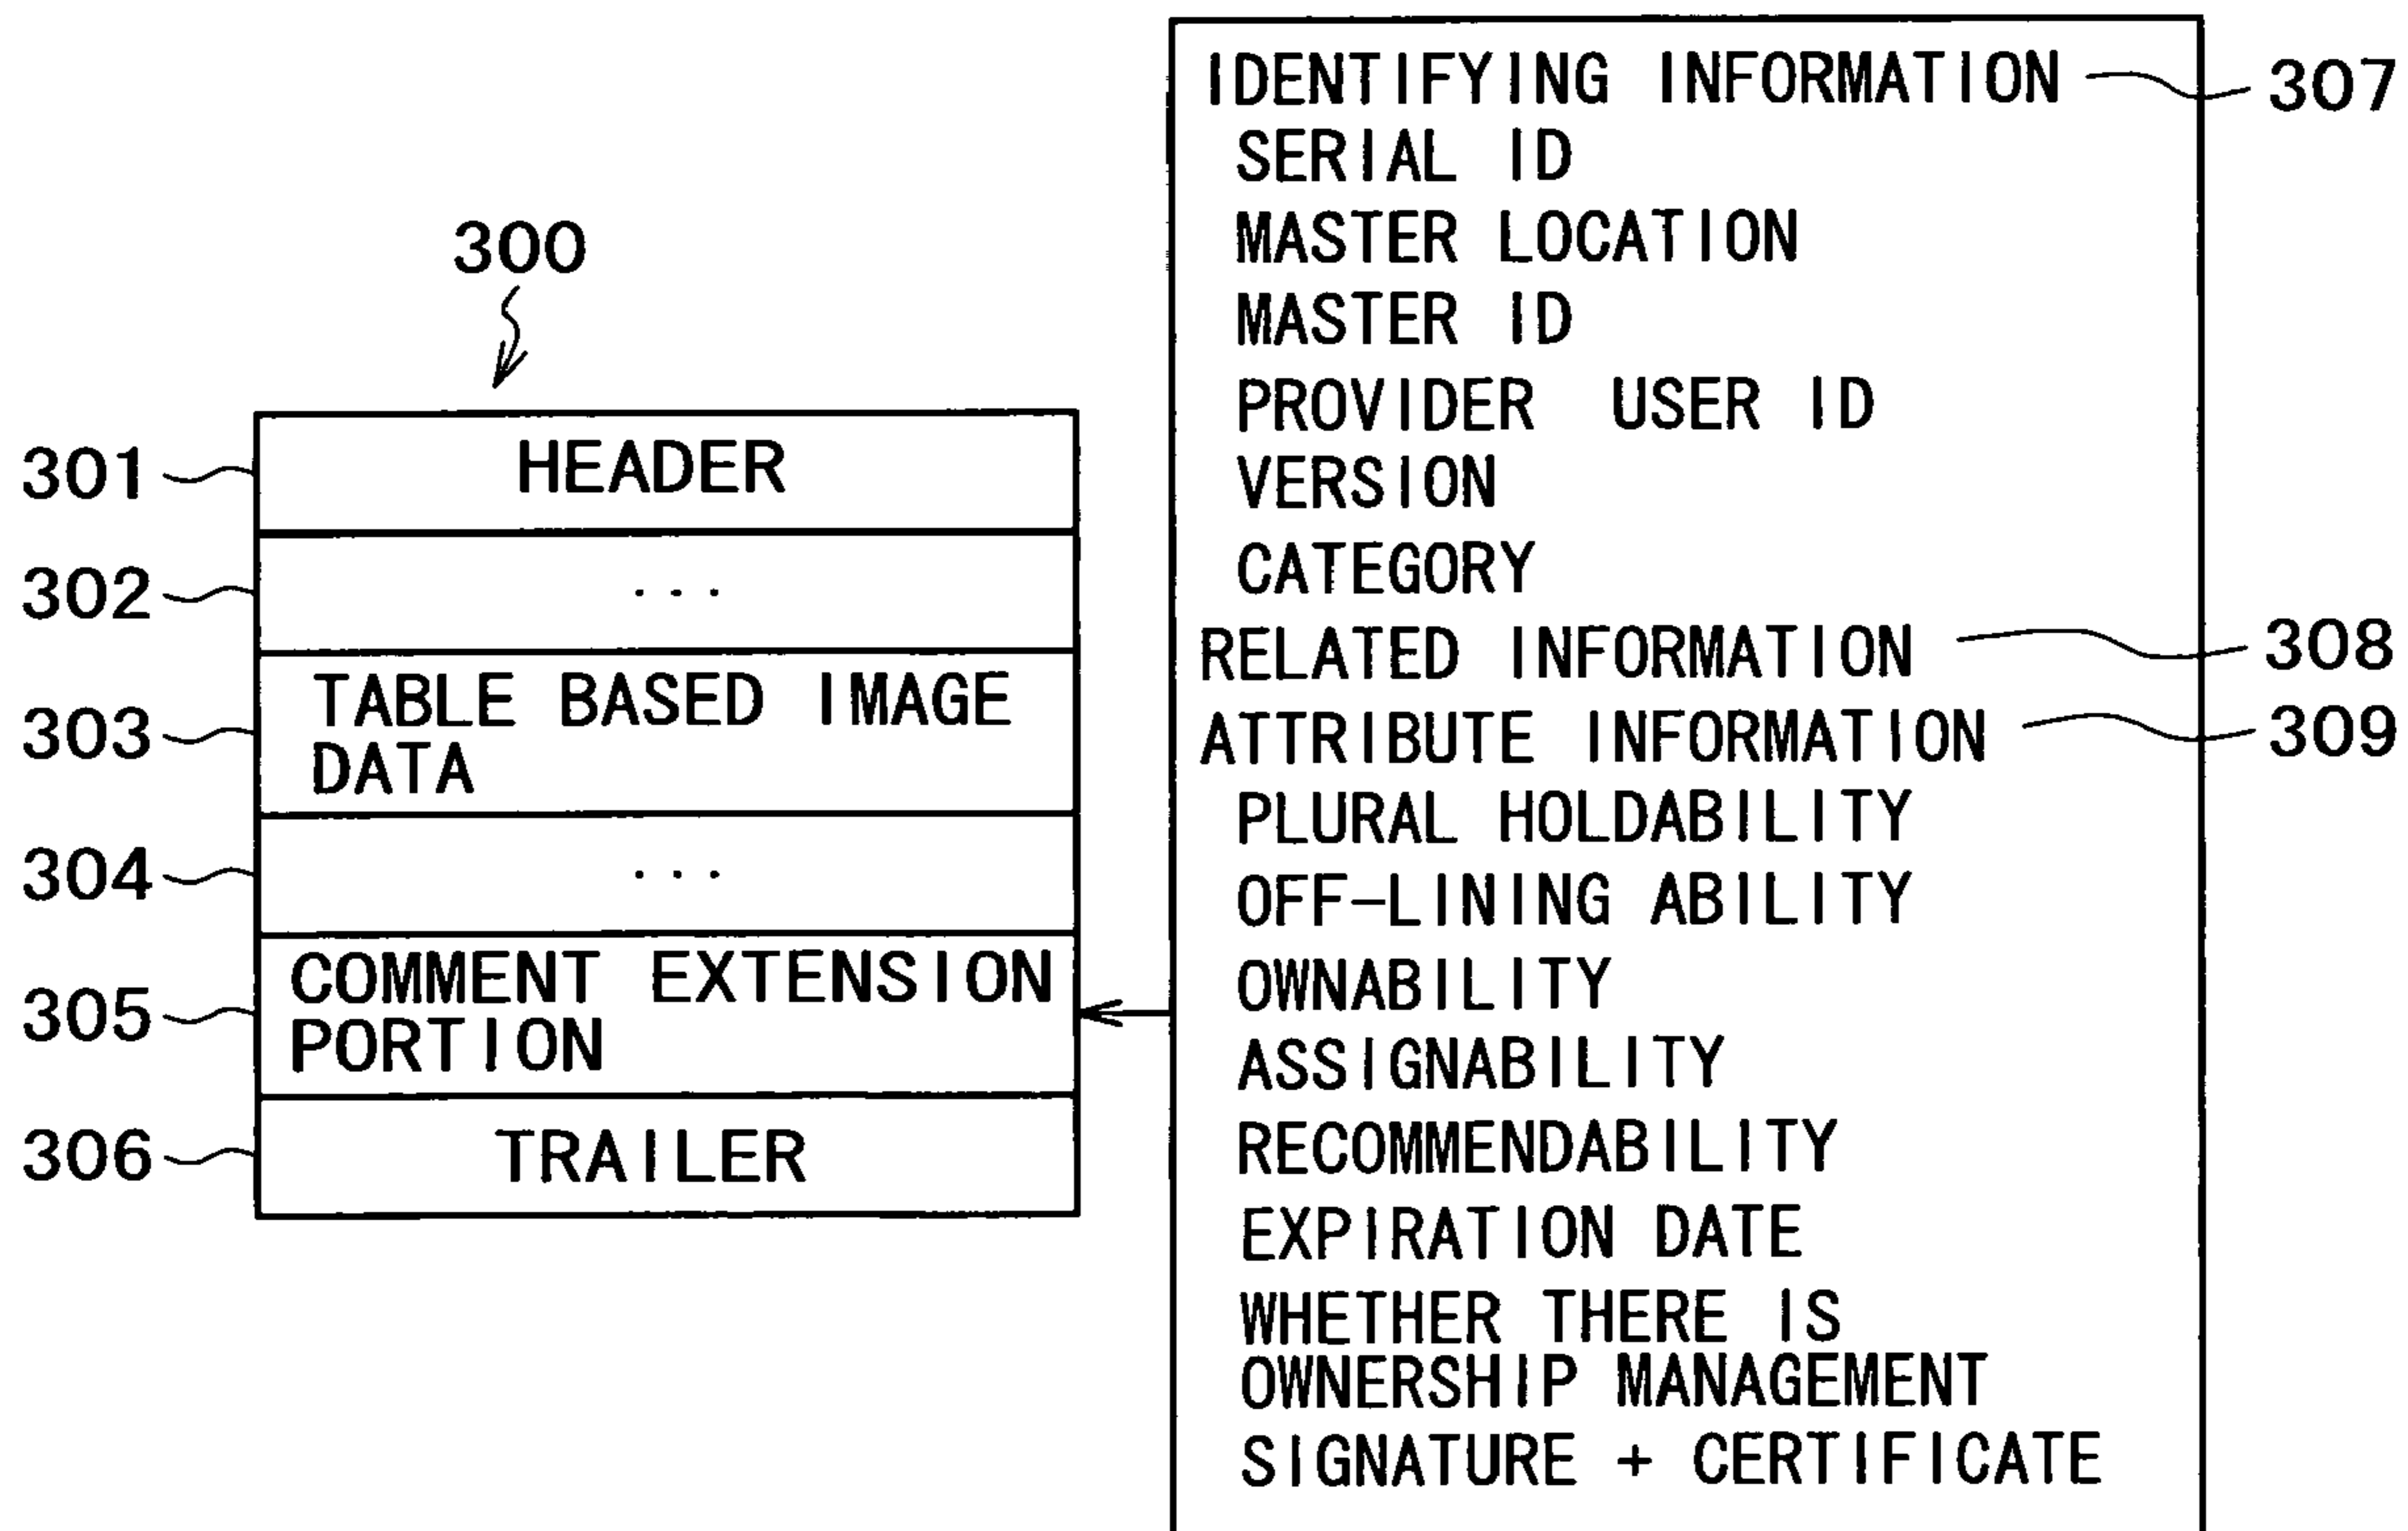 300
301 HEADER
302 ...
303 TABLE BASED IMAGE
DATA
304 ...
305 COMMENT EXTENSION
PORTION
306 TRAILER
IDENTIFYING INFORMATION 307
SERIAL ID
MASTER LOCATION
MASTER ID
PROVIDER USER ID
VERSION
CATEGORY
RELATED INFORMATION 308
ATTRIBUTE INFORMATION 309
PLURAL HOLDABILITY
OFF-LINING ABILITY
OWNABILITY
ASSIGNABILITY
RECOMMENDABILITY
EXPIRATION DATE
WHETHER THERE IS
OWNERSHIP MANAGEMENT
SIGNATURE + CERTIFICATE